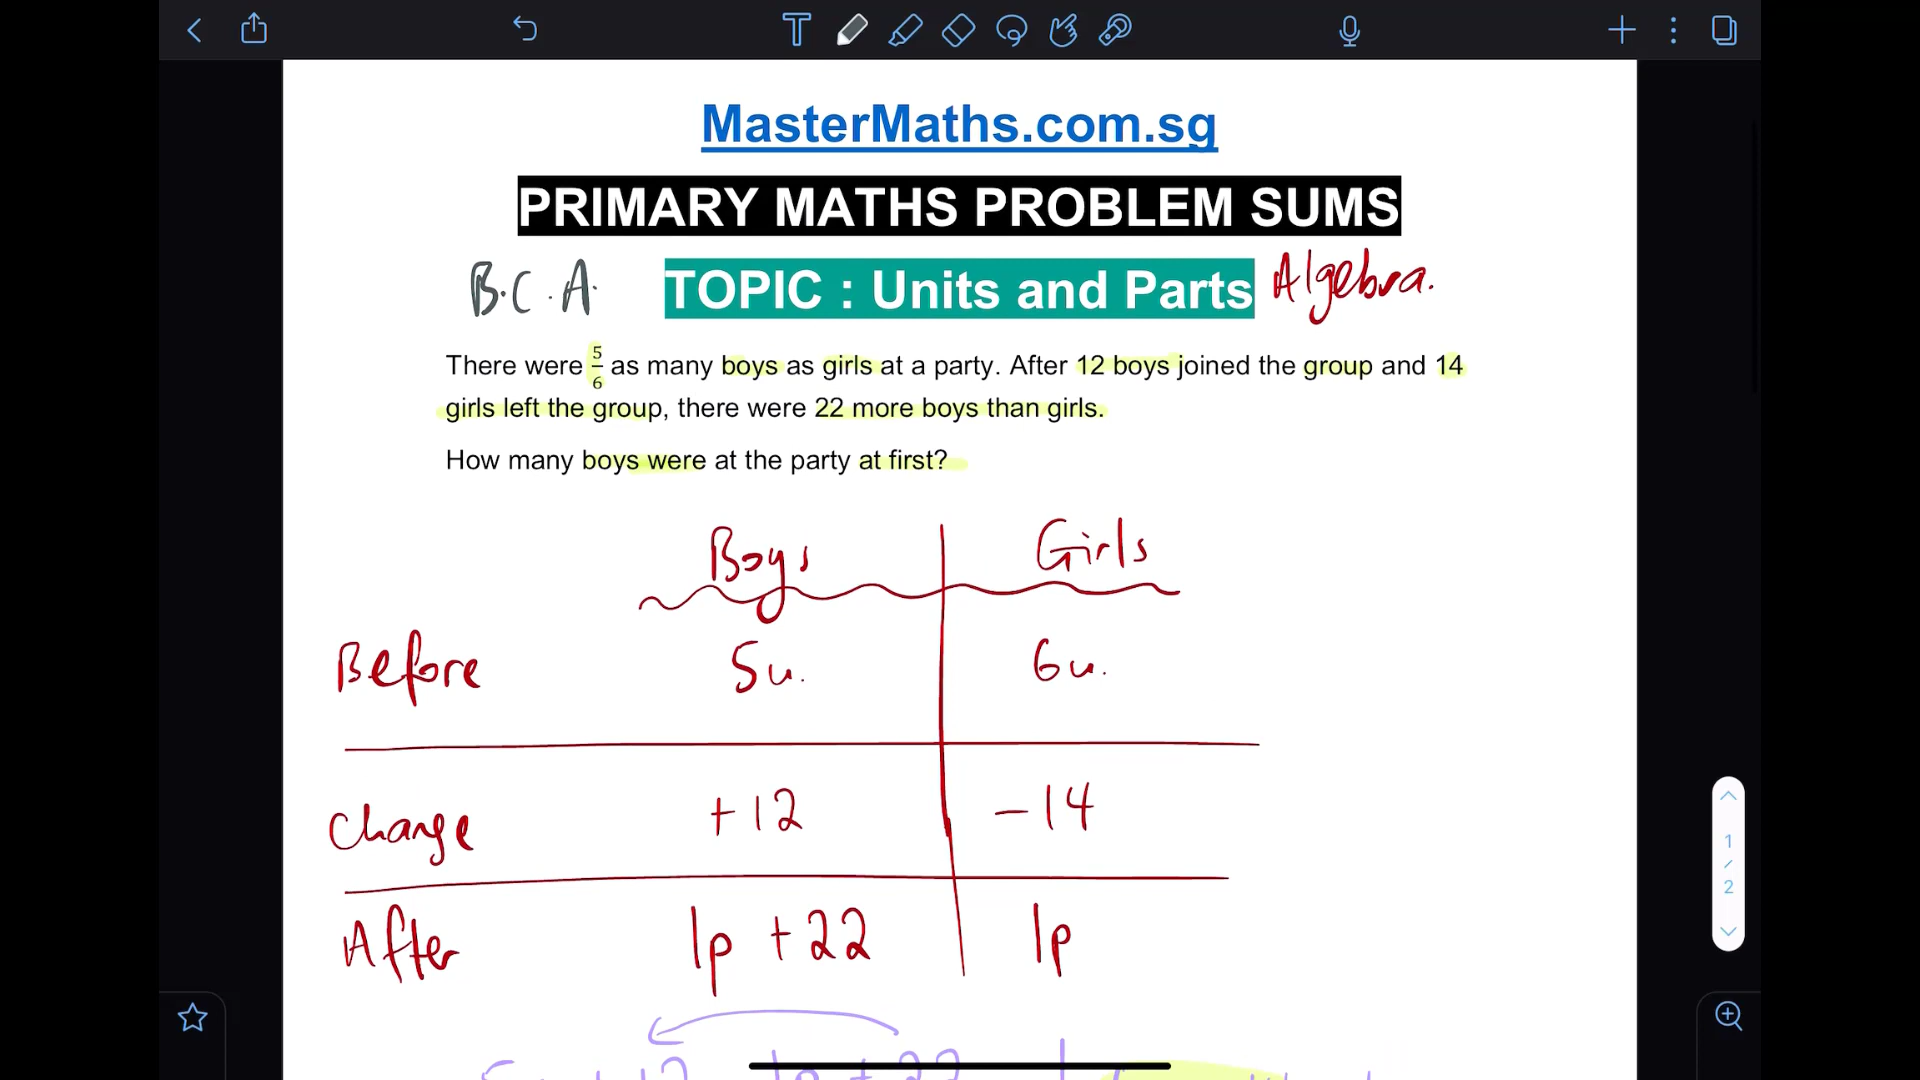 MasterMaths.com.sg
PRIMARY MATHS PROBLEM SUMS
B.C.A. TOPIC : Units and Parts Algebra.
There were 5/6 as many boys as girls at a party. After 12 boys joined the group and 14
girls left the group, there were 22 more boys than girls.
How many boys were at the party at first?
Boys Girls
Before 5u. 6u.
Change +12 -14
After 1p +22 1p
1
/
2